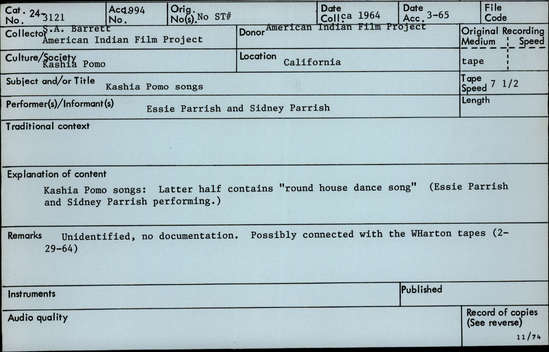 Cat. No. 24-3121 Acc. No. 1894 Orig. No(s). No ST# Date Coll. ca 1964 Date Acc. 3-65 File Code
Collector S.A. Barrett American Indian Film Project Donor American Indian Film Project Original Recording Medium Speed
Culture/Society Kashia Pomo Location California tape
Subject and/or Title Kashia Pomo songs Tape Speed 7 1/2
Performer(s)/Informant(s) Essie Parrish and Sidney Parrish Length
Traditional context
Explanation of content
Kashia Pomo songs: Latter half contains "round house dance song" (Essie Parrish
and Sidney Parrish performing.)
Remarks Unidentified, no documentation. Possibly connected with the WHarton tapes (2-
29-64)
Instruments Published
Audio quality Record of copies
(See reverse)
11/74